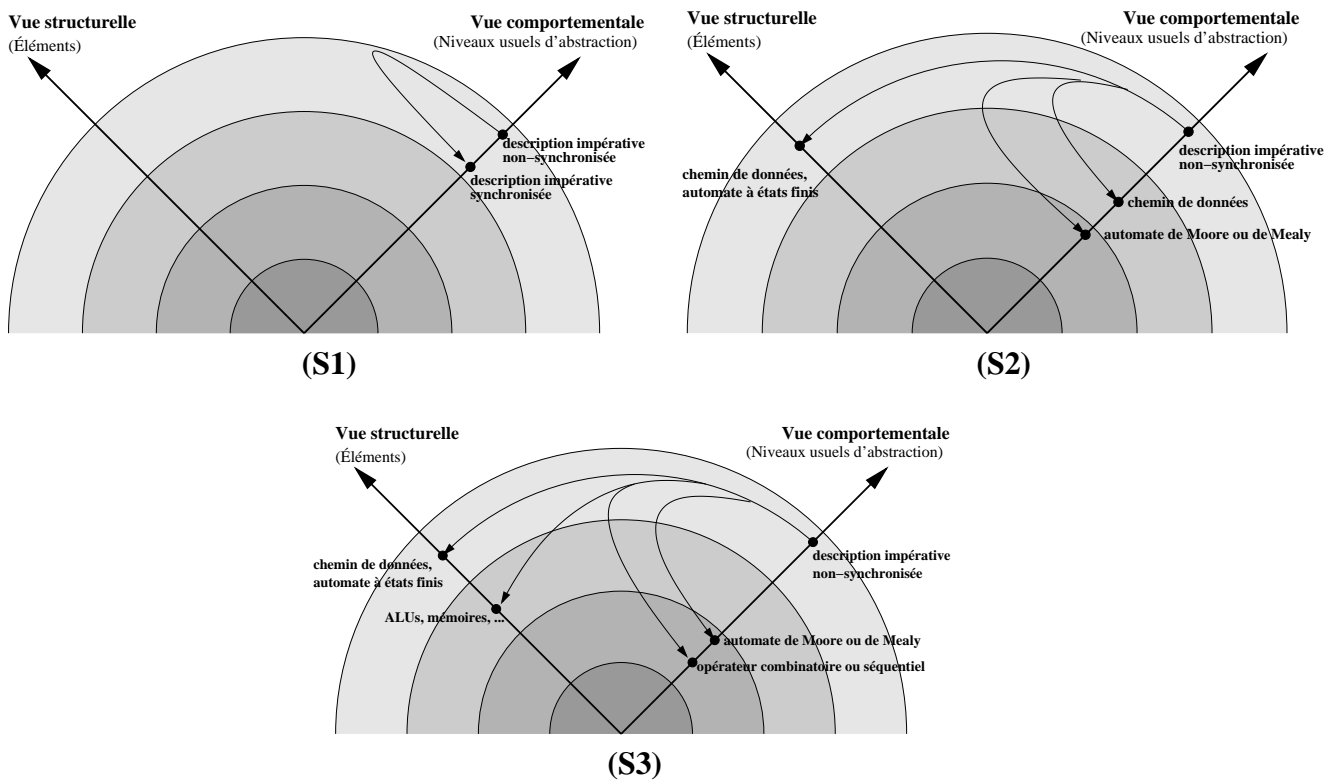 Vue structurelle
(Éléments)
Vue comportementale
(Niveaux usuels d'abstraction)
description impérative
non−synchronisée
description impérative
synchronisée
(S1)
Vue structurelle
(Éléments)
Vue comportementale
(Niveaux usuels d'abstraction)
description impérative
non−synchronisée
chemin de données,
automate à états finis
chemin de données
automate de Moore ou de Mealy
(S2)
Vue structurelle
(Éléments)
Vue comportementale
(Niveaux usuels d'abstraction)
description impérative
non−synchronisée
chemin de données,
automate à états finis
ALUs, mémoires, ...
automate de Moore ou de Mealy
opérateur combinatoire ou séquentiel
(S3)